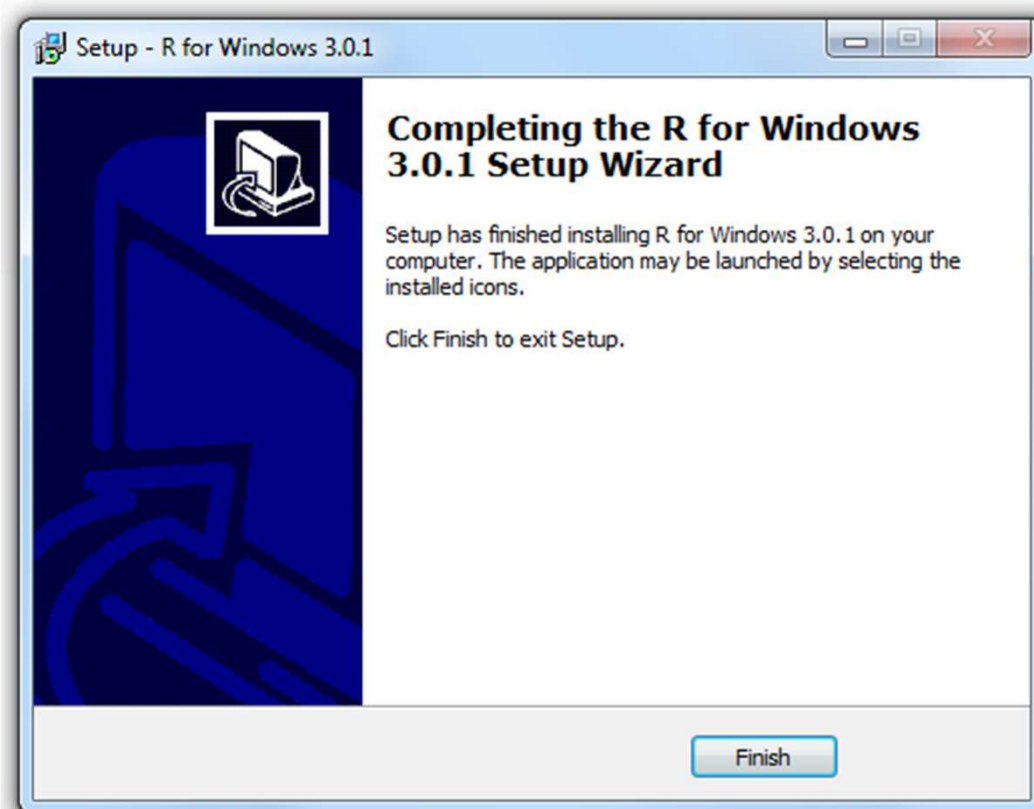 Setup - R for Windows 3.0.1
Completing the R for Windows
3.0.1 Setup Wizard
Setup has finished installing R for Windows 3.0.1 on your
computer. The application may be launched by selecting the
installed icons.
Click Finish to exit Setup.
Finish